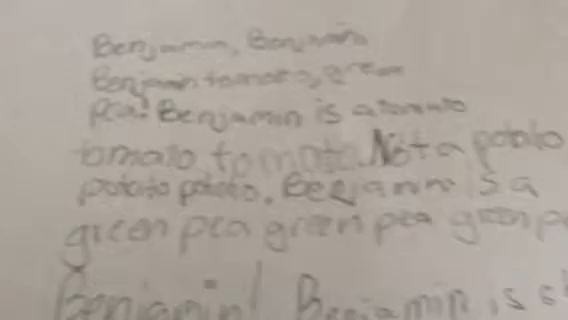 Benjamin, Benjamin
Benjamin tomato, green
pea! Benjamin is a tomato
tomato tomato. Not a potato
potato potato. Benjamin is a
green pea green pea green
Benjamin! Benjamin is